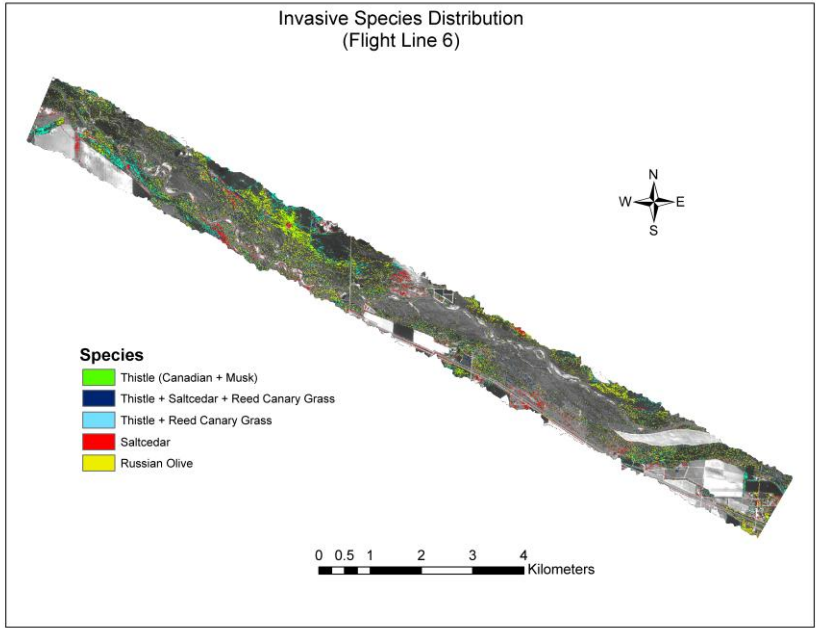 Invasive Species Distribution
(Flight Line 6)
N
W E
S
Species
Thistle (Canadian + Musk)
Thistle + Saltcedar + Reed Canary Grass
Thistle + Reed Canary Grass
Saltcedar
Russian Olive
0 0.5 1 2 3 4
Kilometers